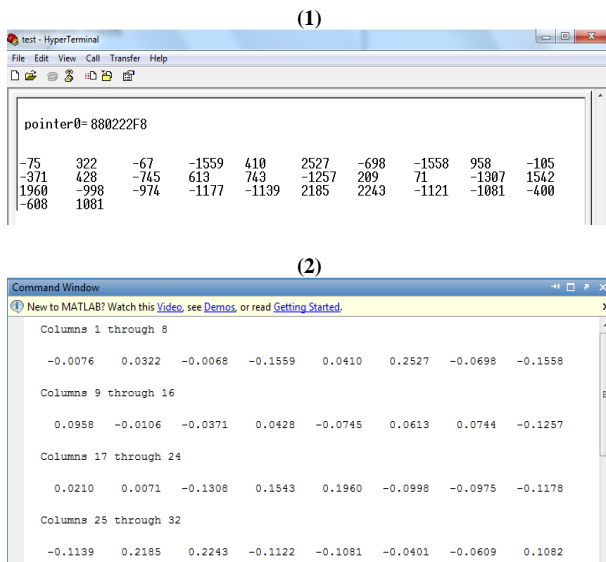 (1)
test - HyperTerminal
File Edit View Call Transfer Help
pointer0= 880222F8
-75 322 -67 -1559 410 2527 -698 -1558 958 -105
-371 428 -745 613 743 -1257 209 71 -1307 1542
1960 -998 -974 -1177 -1139 2185 2243 -1121 -1081 -400
-608 1081
(2)
Command Window
New to MATLAB? Watch this Video, see Demos, or read Getting Started.
Columns 1 through 8
-0.0076 0.0322 -0.0068 -0.1559 0.0410 0.2527 -0.0698 -0.1558
Columns 9 through 16
0.0958 -0.0106 -0.0371 0.0428 -0.0745 0.0613 0.0744 -0.1257
Columns 17 through 24
0.0210 0.0071 -0.1308 0.1543 0.1960 -0.0998 -0.0975 -0.1178
Columns 25 through 32
-0.1139 0.2185 0.2243 -0.1122 -0.1081 -0.0401 -0.0609 0.1082